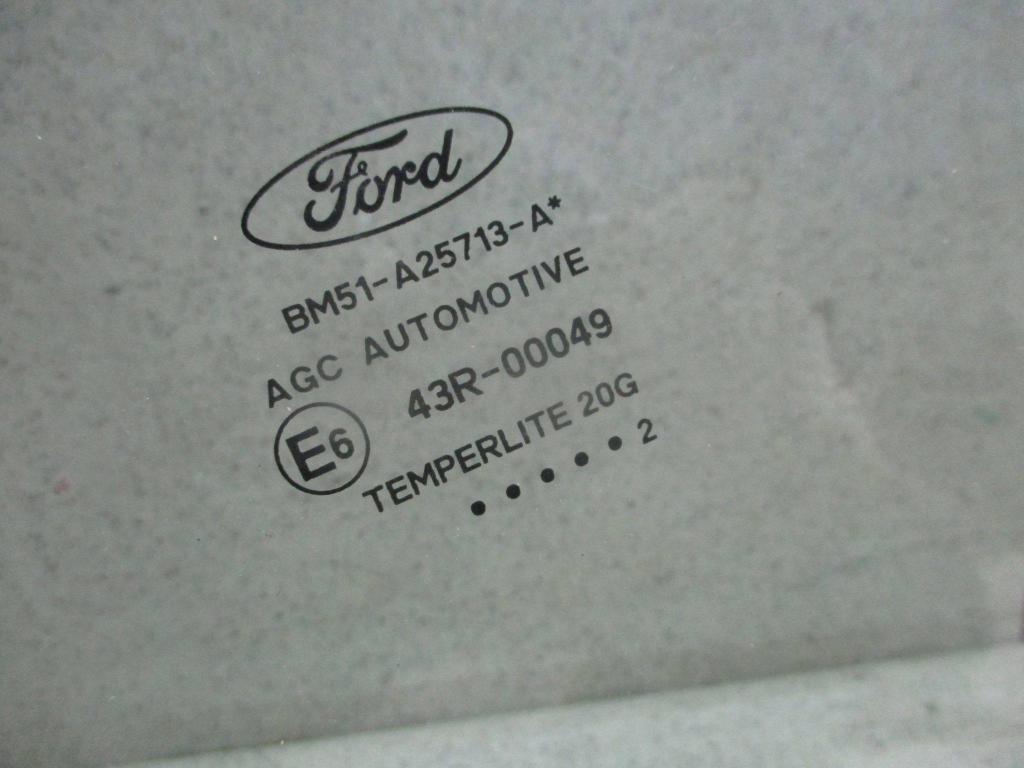 Ford
BM51-A25713-A*
AGC AUTOMOTIVE
E6 43R-00049
TEMPERLITE 20G
• • • • • 2